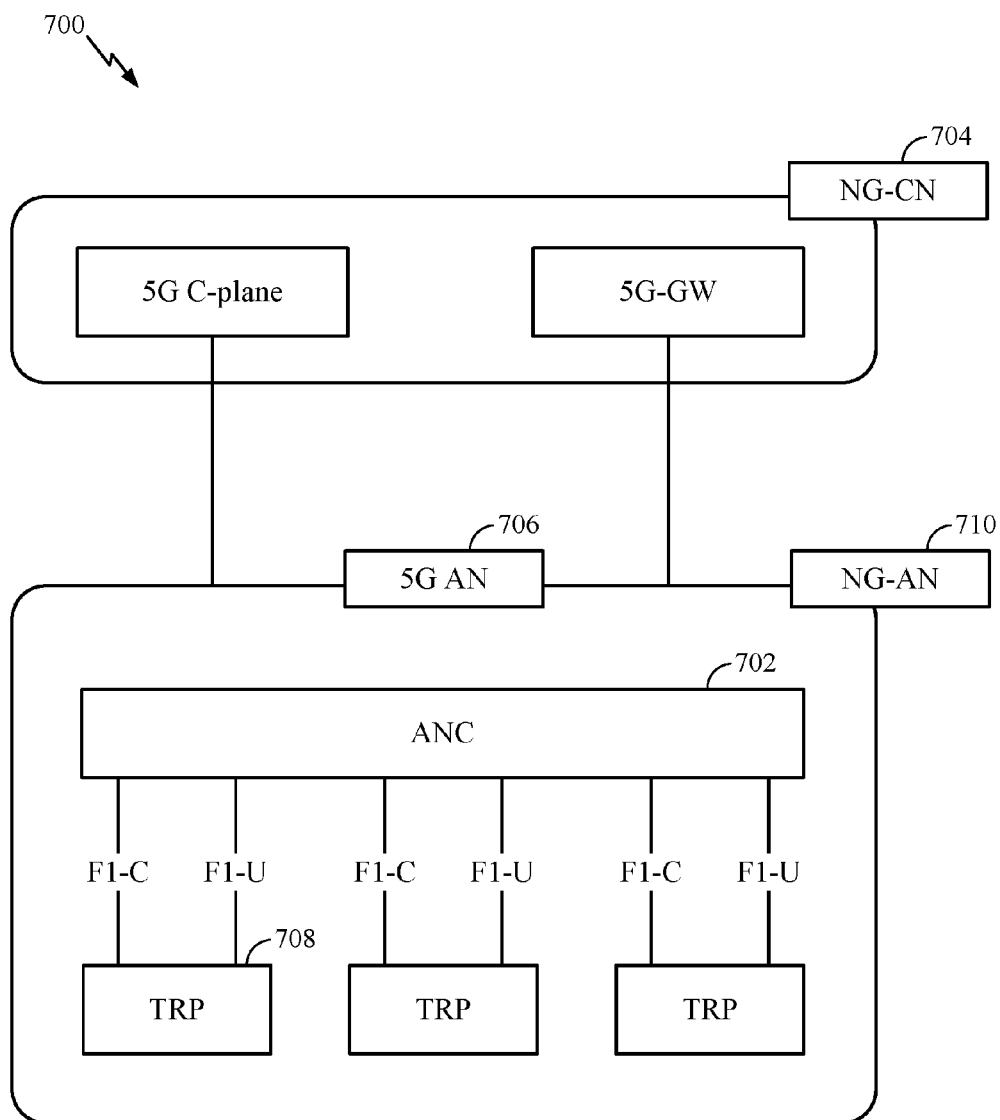 700
704
NG-CN
5G C-plane
5G-GW
706
710
5G AN
NG-AN
702
ANC
F1-C F1-U F1-C F1-U F1-C F1-U
708
TRP TRP TRP